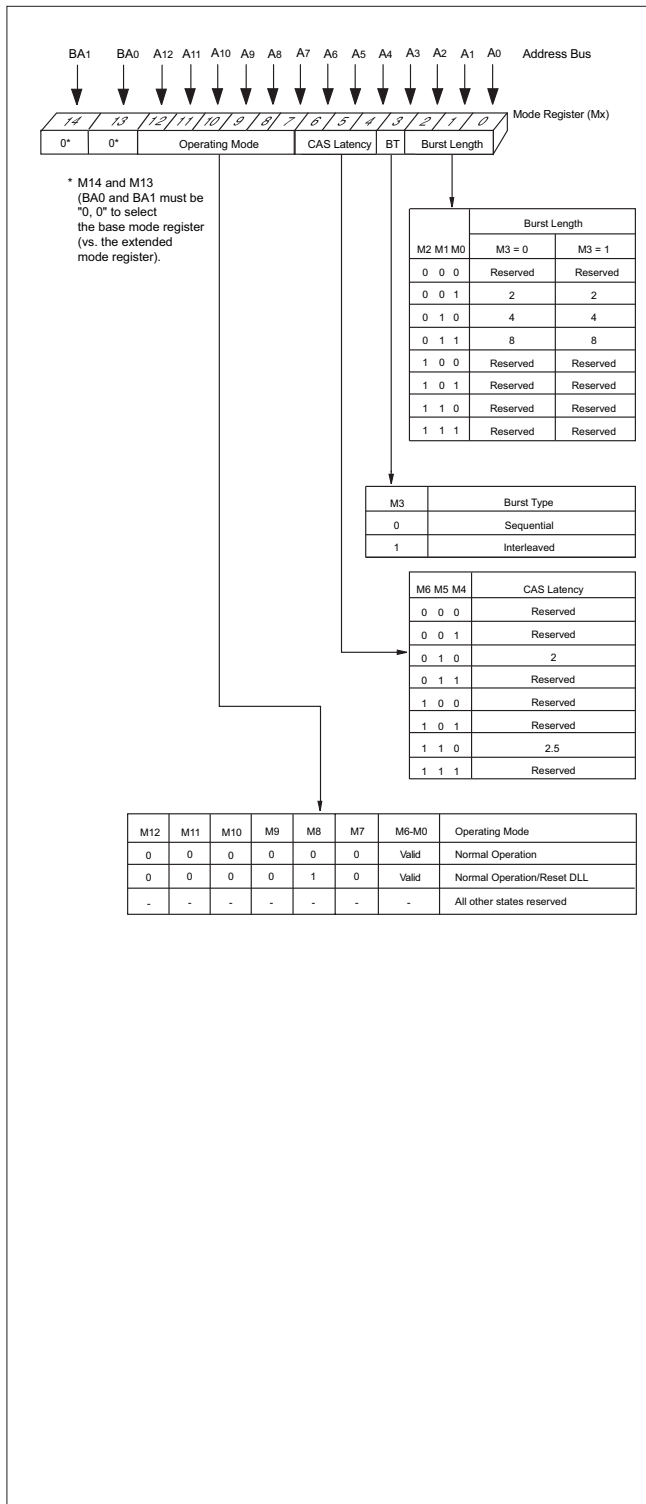 BA1 BA0 A12 A11 A10 A9 A8 A7 A6 A5 A4 A3 A2 A1 A0 Address Bus
14 13 12 11 10 9 8 7 6 5 4 3 2 1 0 Mode Register (Mx)
0* 0* Operating Mode CAS Latency BT Burst Length
* M14 and M13
(BA0 and BA1 must be
"0, 0" to select
the base mode register
(vs. the extended
mode register).
Burst Length
M2 M1 M0 M3 = 0 M3 = 1
0 0 0 Reserved Reserved
0 0 1 2 2
0 1 0 4 4
0 1 1 8 8
1 0 0 Reserved Reserved
1 0 1 Reserved Reserved
1 1 0 Reserved Reserved
1 1 1 Reserved Reserved
M3 Burst Type
0 Sequential
1 Interleaved
M6 M5 M4 CAS Latency
0 0 0 Reserved
0 0 1 Reserved
0 1 0 2
0 1 1 Reserved
1 0 0 Reserved
1 0 1 Reserved
1 1 0 2.5
1 1 1 Reserved
M12 M11 M10 M9 M8 M7 M6-M0 Operating Mode
0 0 0 0 0 0 Valid Normal Operation
0 0 0 0 1 0 Valid Normal Operation/Reset DLL
- - - - - - - All other states reserved